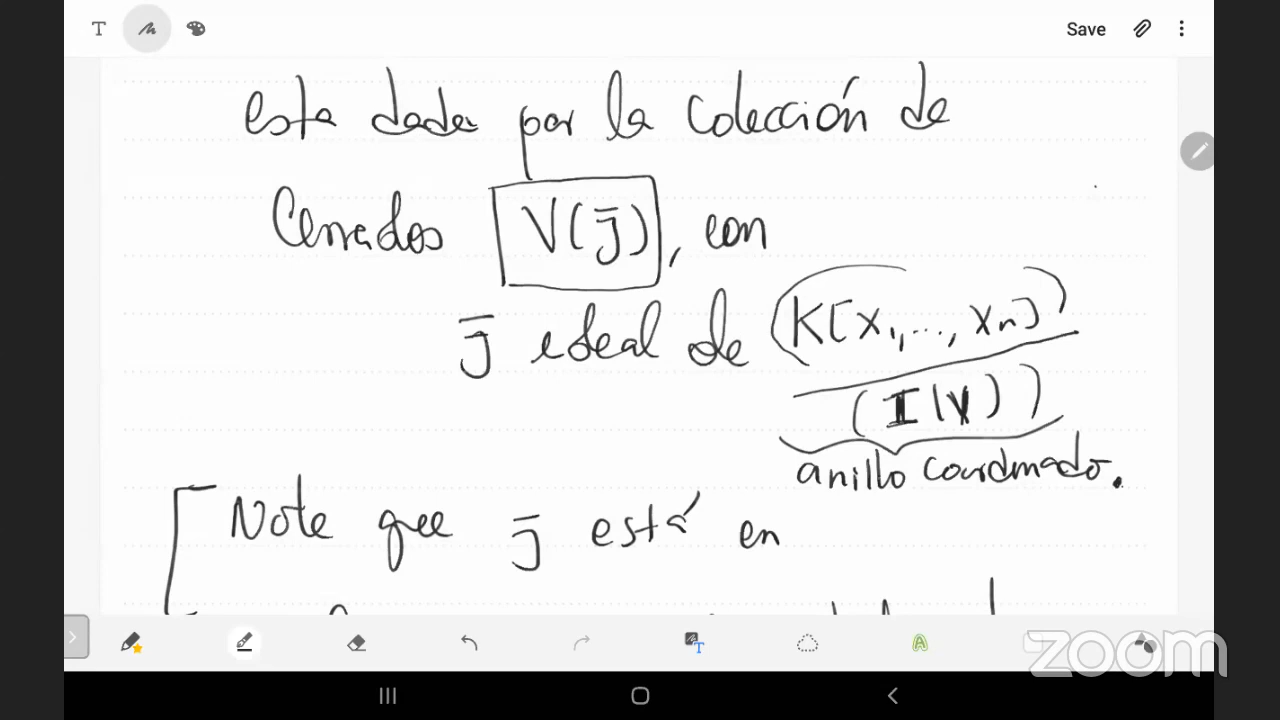 T
Save
esta dada por la colección de
Cerrados V(J̄), con
J̄ ideal de (K[x₁,..., xₙ])
(I(V))
anillo coordenado.
Note que J̄ está en
zoom